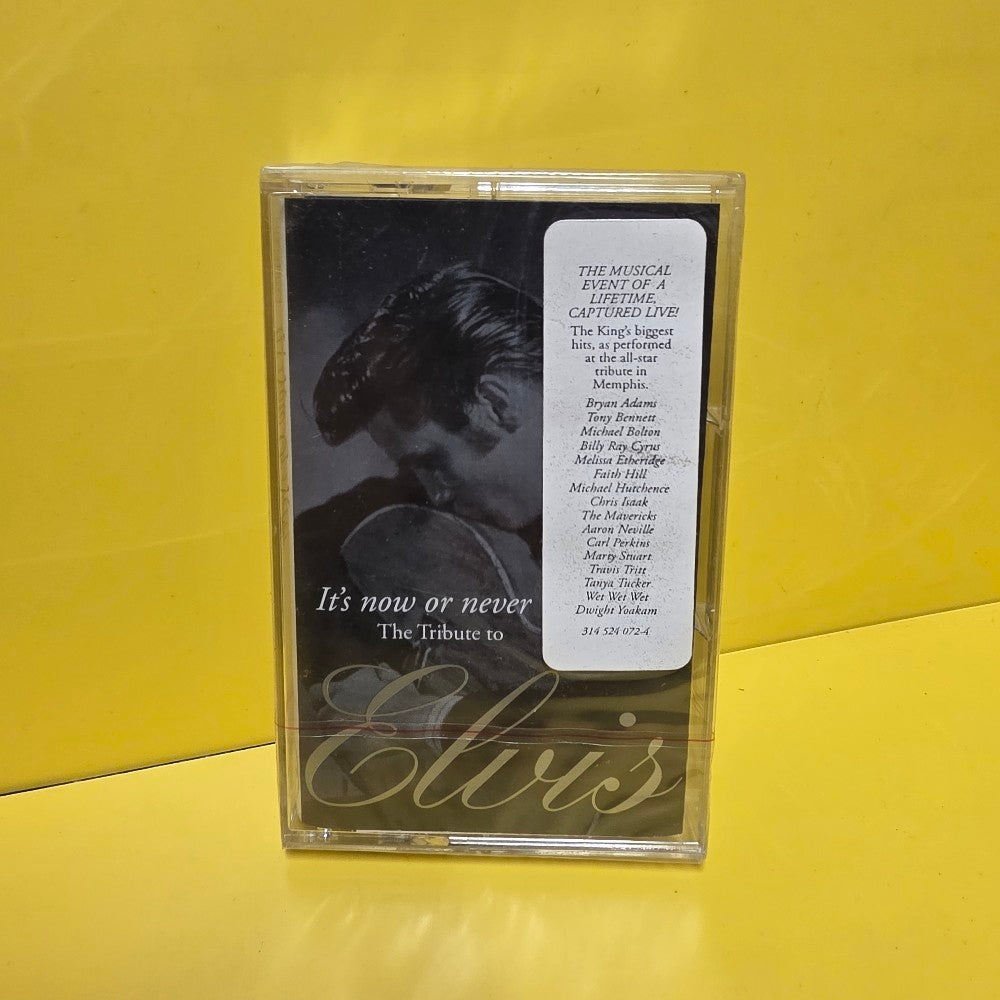 THE MUSICAL
EVENT OF A
LIFETIME,
CAPTURED LIVE!
The King's biggest
hits, as performed
at the all-star
tribute in
Memphis.
Bryan Adams
Tony Bennett
Michael Bolton
Billy Ray Cyrus
Melissa Etheridge
Faith Hill
Michael Hutchence
Chris Isaak
The Mavericks
Aaron Neville
Carl Perkins
Marty Stuart
Travis Tritt
Tanya Tucker
Wet Wet Wet
Dwight Yoakam
314 524 072-4
It's now or never
The Tribute to
Elvis